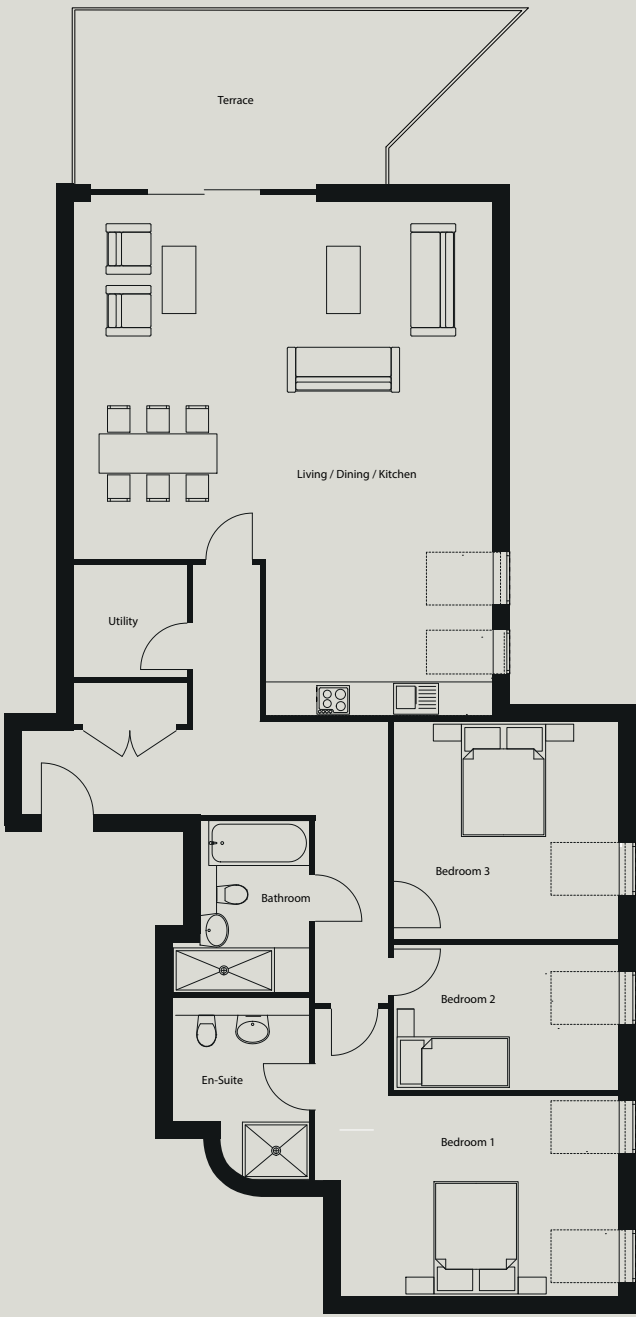 Terrace
Living / Dining / Kitchen
Utility
Bedroom 3
Bathroom
Bedroom 2
En-Suite
Bedroom 1